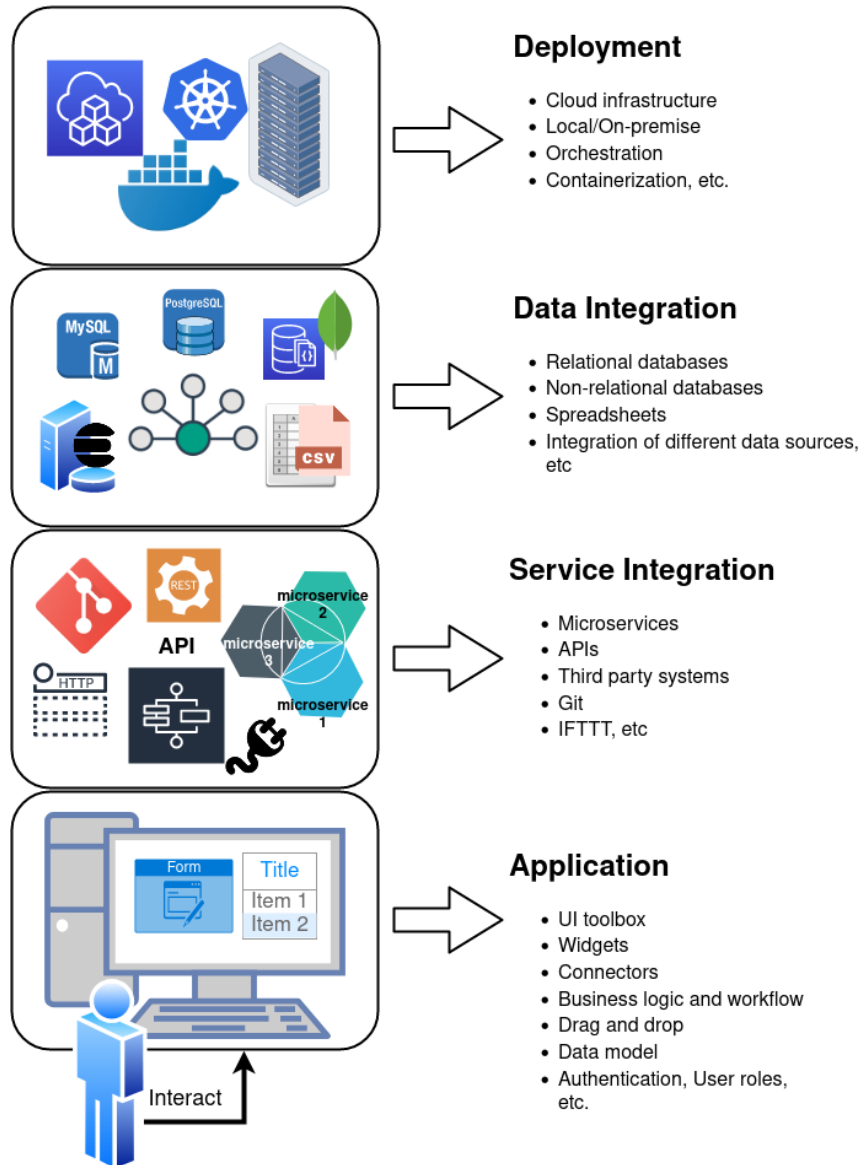 Deployment
Cloud infrastructure
Local/On-premise
Orchestration
Containerization, etc.
MySQL
M
PostgreSQL
{}
A
CSV
Data Integration
Relational databases
Non-relational databases
Spreadsheets
Integration of different data sources,
etc
REST
API
HTTP
microservice
2
microservice
3
microservice
1
Service Integration
Microservices
APIs
Third party systems
Git
IFTTT, etc
Form
Title
Item 1
Item 2
Interact
Application
UI toolbox
Widgets
Connectors
Business logic and workflow
Drag and drop
Data model
Authentication, User roles,
etc.